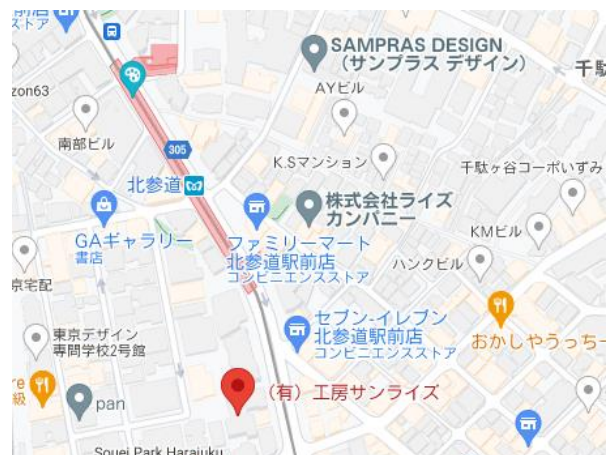 前店
ストア
zon63
南部ビル
305
北参道
GAギャラリー
書店
京宅配
東京デザイン
専門学校2号館
pan
級
Souei Park Harajuku
SAMPRAS DESIGN
(サンプラス デザイン)
AYビル
K.Sマンション
千駄ヶ谷コーポいずみ
株式会社ライズ
カンパニー
KMビル
ファミリーマート
北参道駅前店
コンビニエンスストア
ハンクビル
セブン-イレブン
北参道駅前店
コンビニエンスストア
おかしやうっちー
(有)工房サンライズ